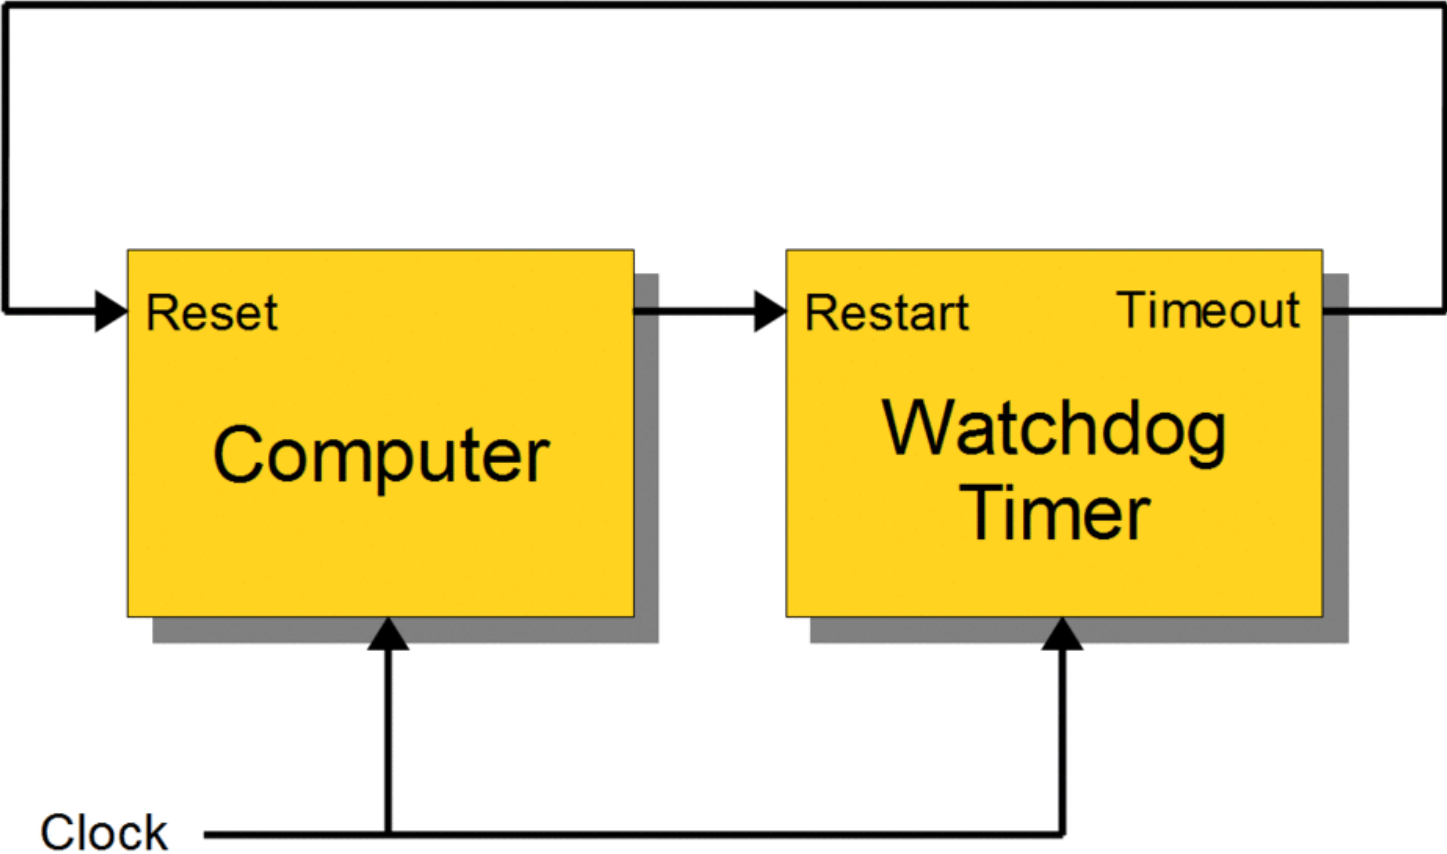 Reset
Restart
Timeout
Computer
Watchdog
Timer
Clock